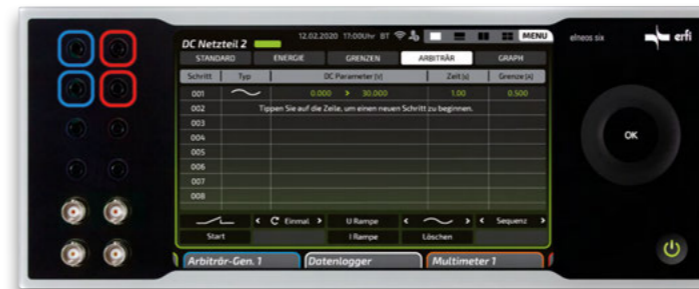 12.02.2020 17:00Uhr BT MENU
elneos six
erfi
DC Netzteil 2
STANDARD ENERGIE GRENZEN ARBITRÄR GRAPH
Schritt Typ DC Parameter [V] Zeit [s] Grenze [A]
001 0.000 > 30.000 1.00 0.500
002 Tippen Sie auf die Zeile, um einen neuen Schritt zu beginnen.
003
004
005
006
007
008
< Einmal > U Rampe < > < Sequenz >
Start I Rampe Löschen
Arbiträr-Gen. 1 Datenlogger Multimeter 1
OK